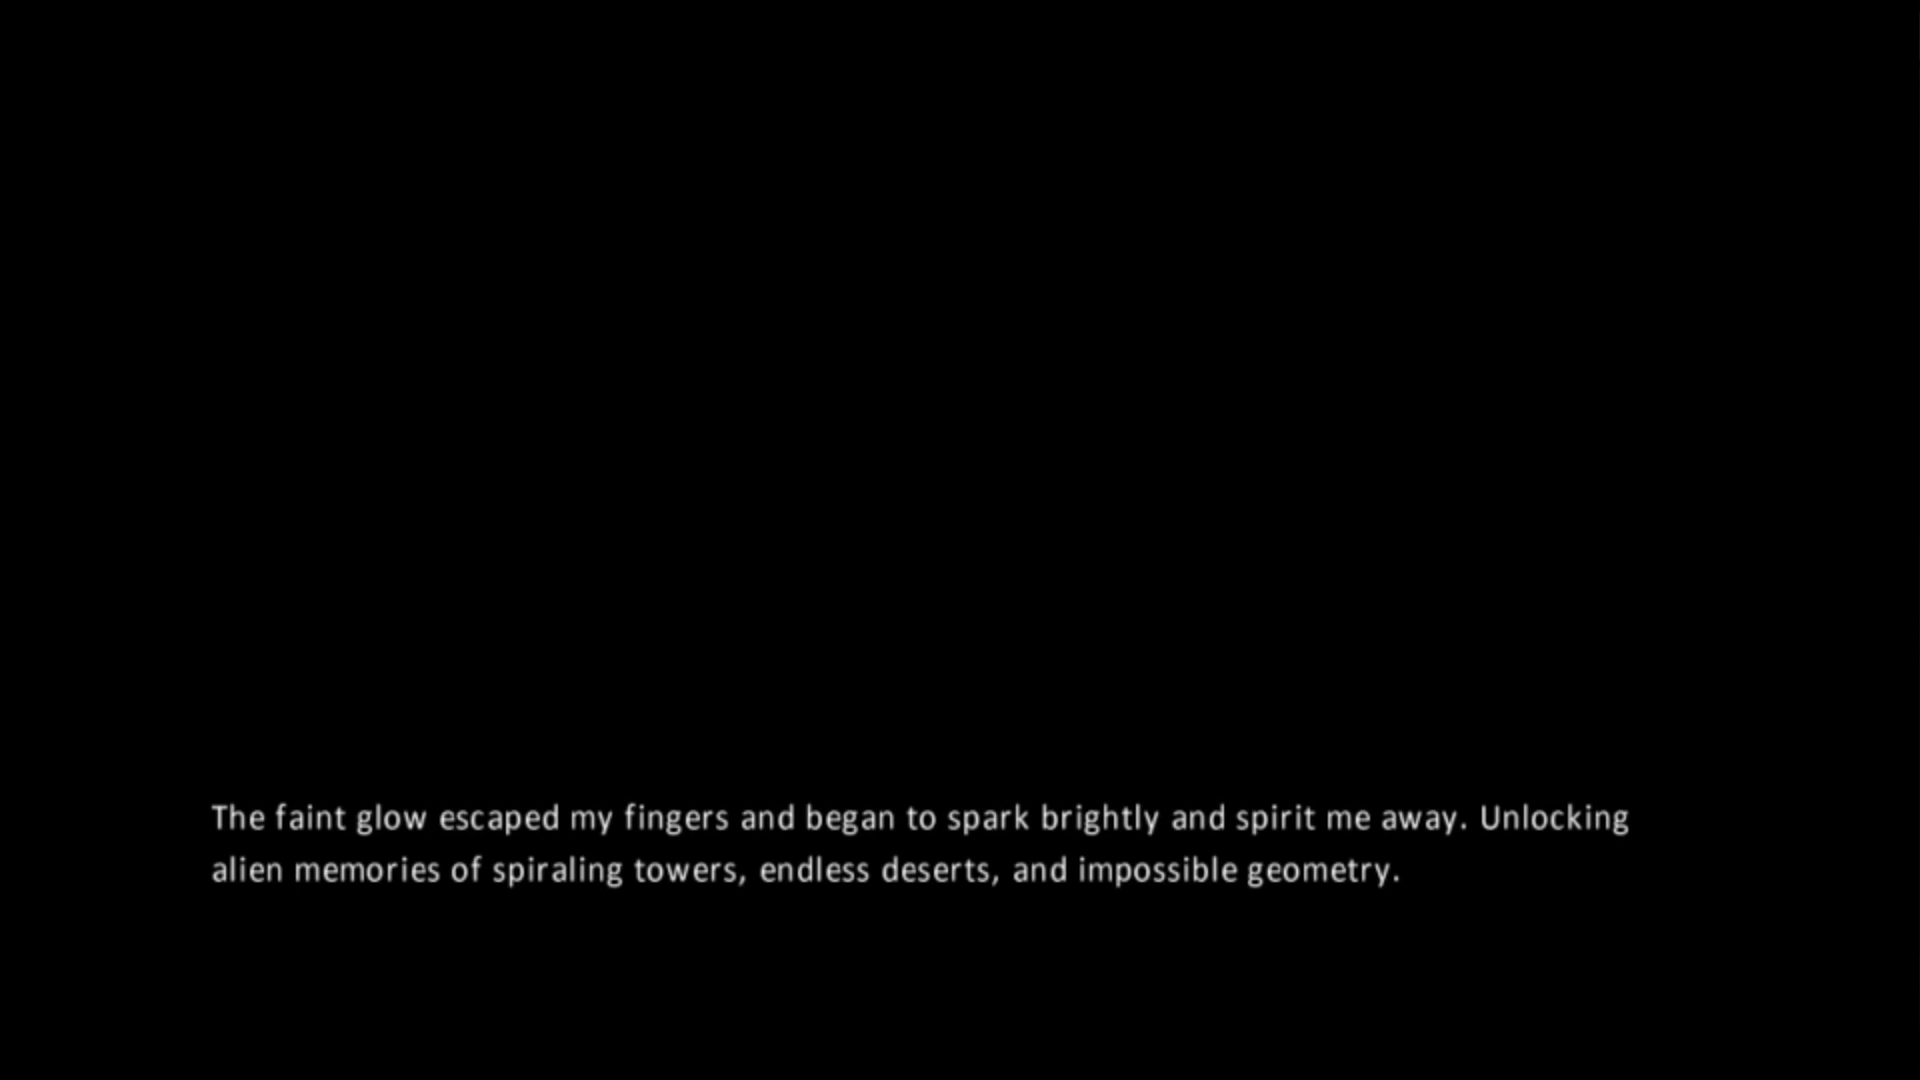 The faint glow escaped my fingers and began to spark brightly and spirit me away. Unlocking
alien memories of spiraling towers, endless deserts, and impossible geometry.